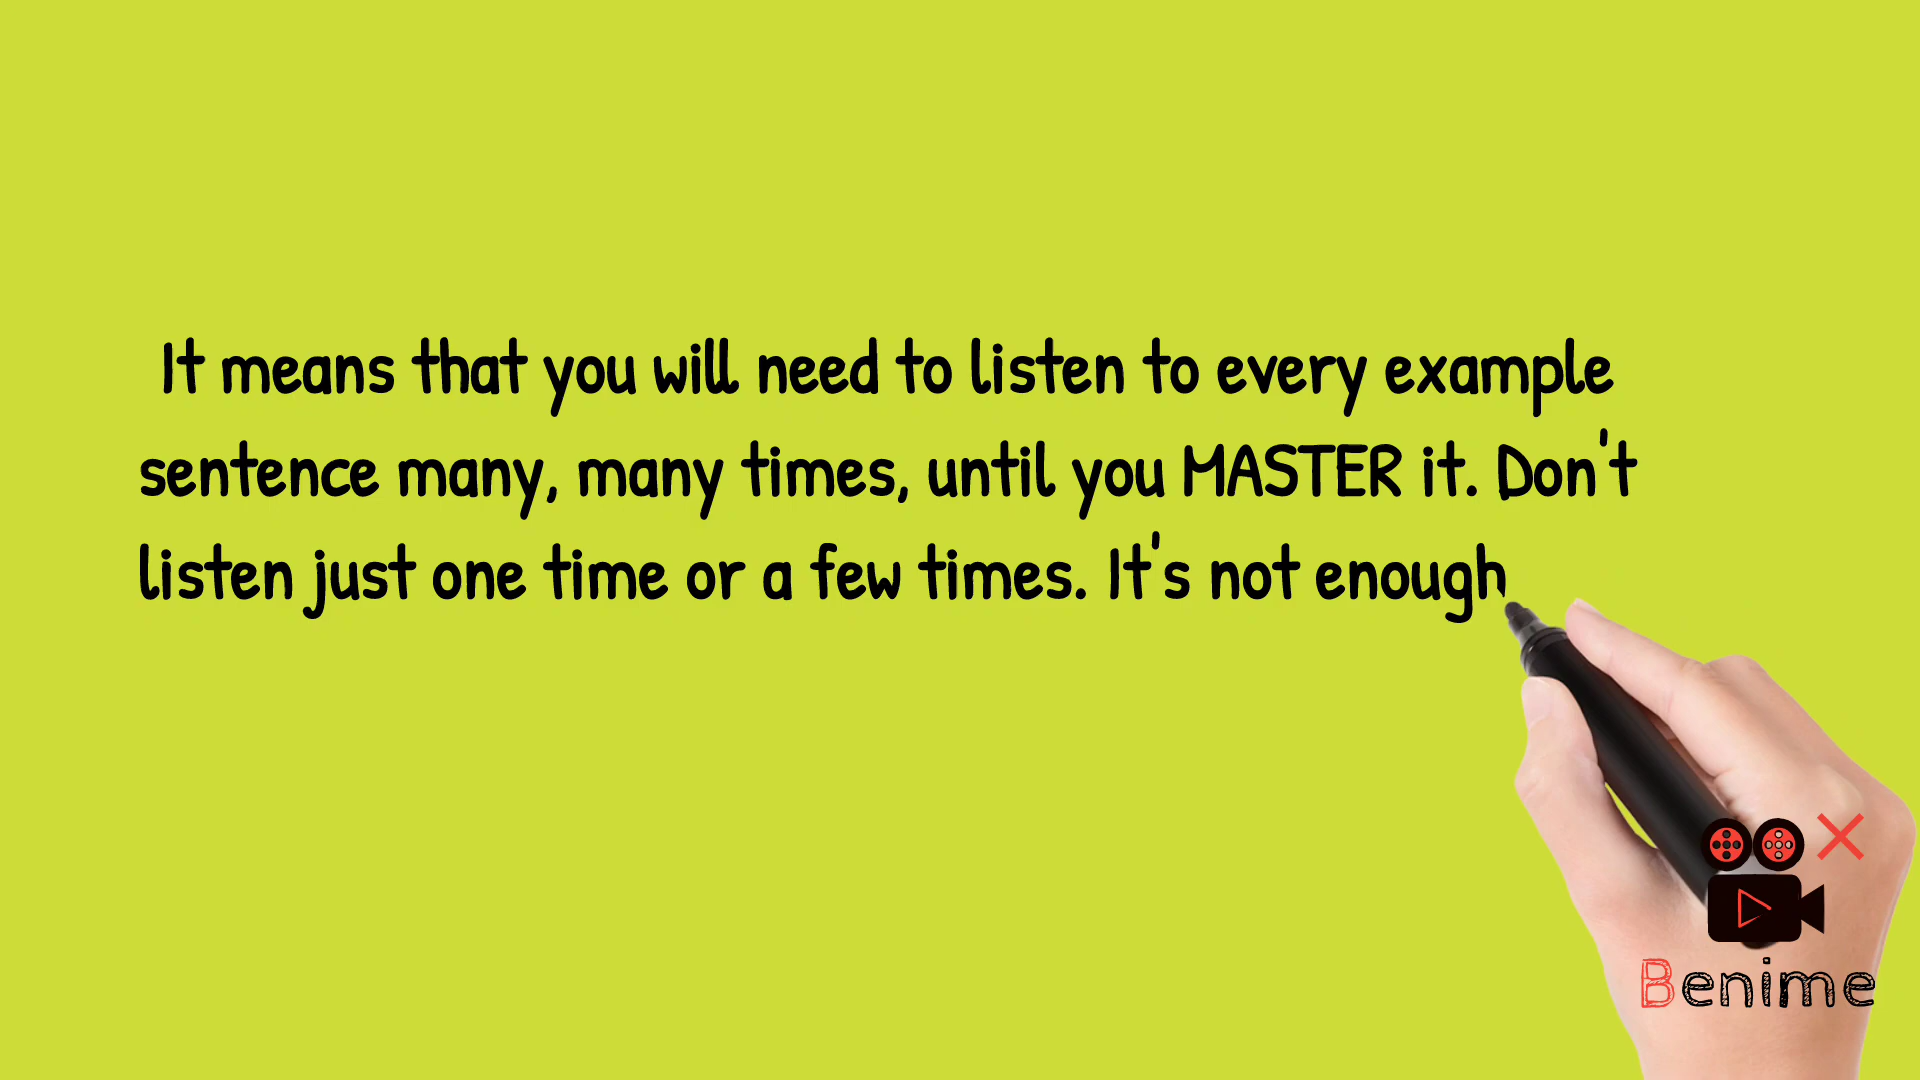 It means that you will need to listen to every example
sentence many, many times, until you MASTER it. Don't
listen just one time or a few times. It's not enough
Benime